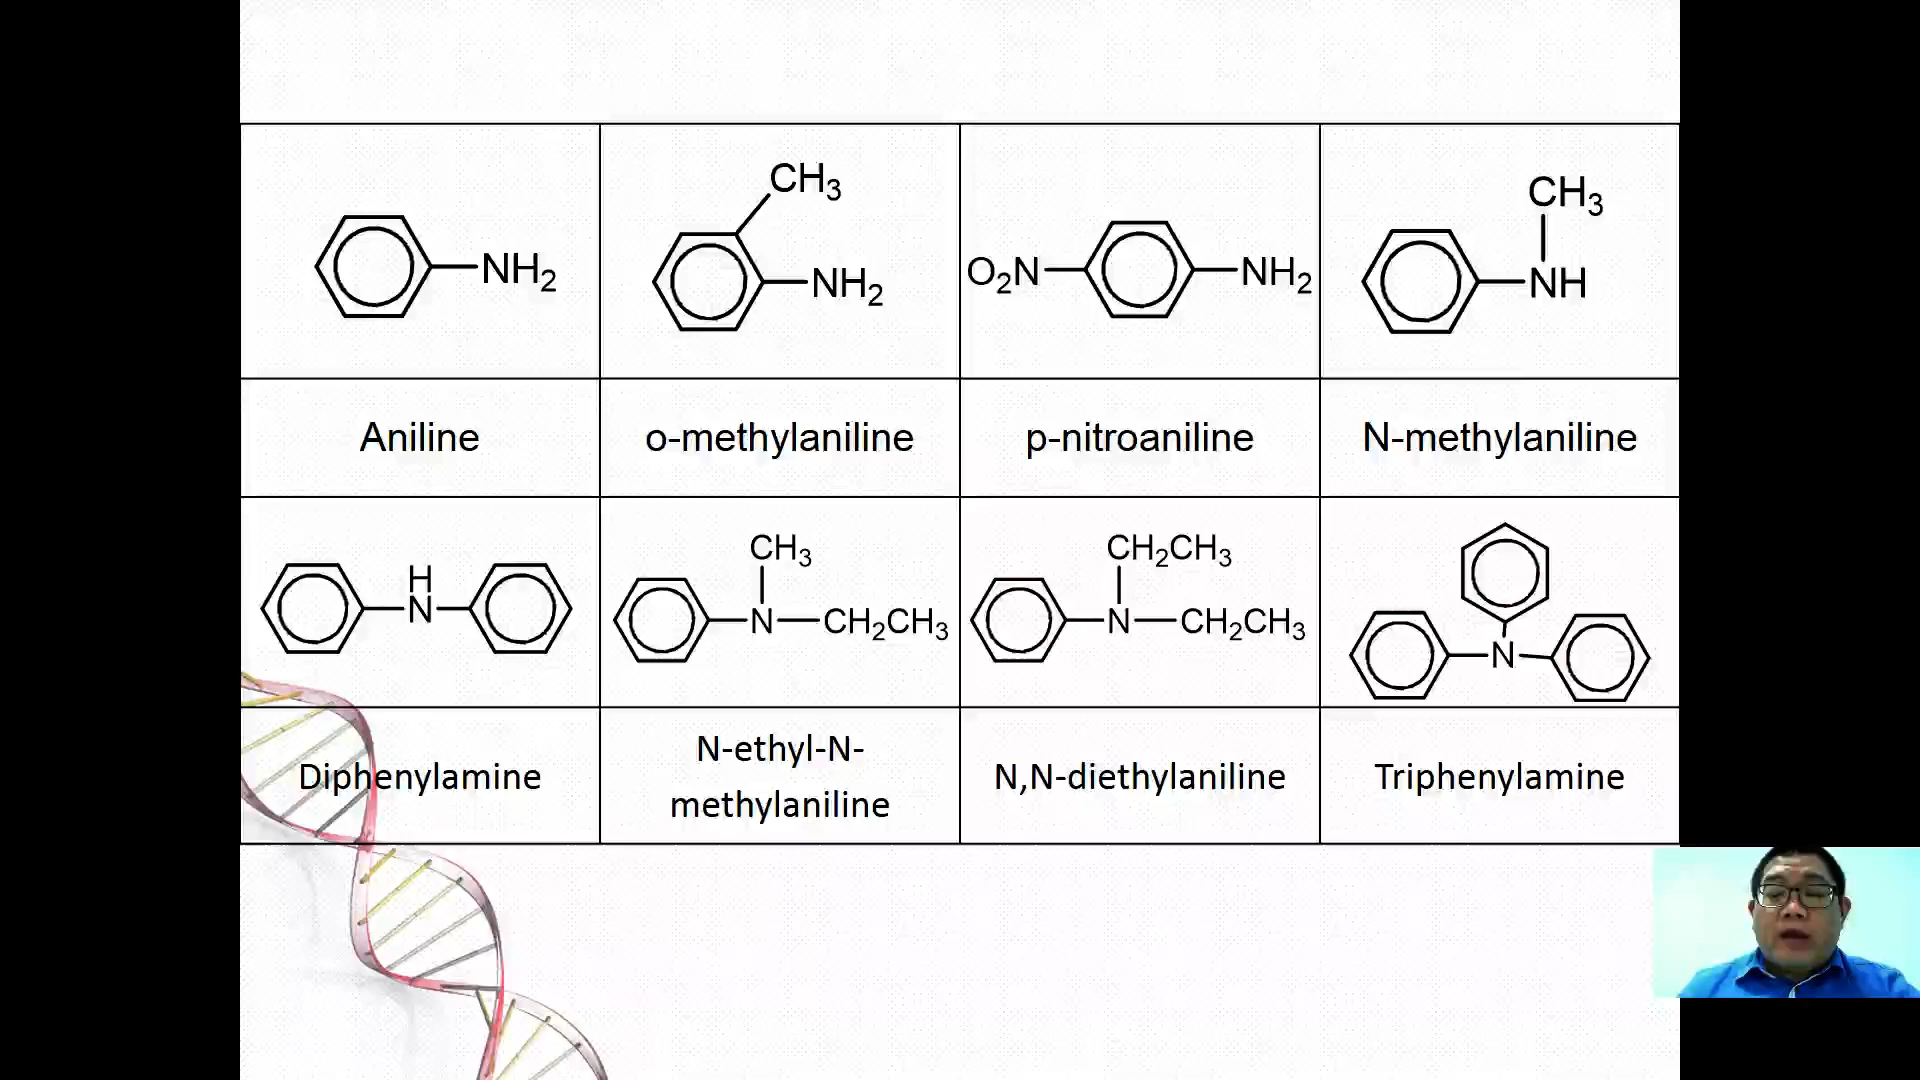 CH3
NH2
CH3
NH2
O2N
NH2
CH3
NH
Aniline
o-methylaniline
p-nitroaniline
N-methylaniline
H
N
CH3
N
CH2CH3
CH2CH3
N
CH2CH3
N
Diphenylamine
N-ethyl-N-
methylaniline
N,N-diethylaniline
Triphenylamine